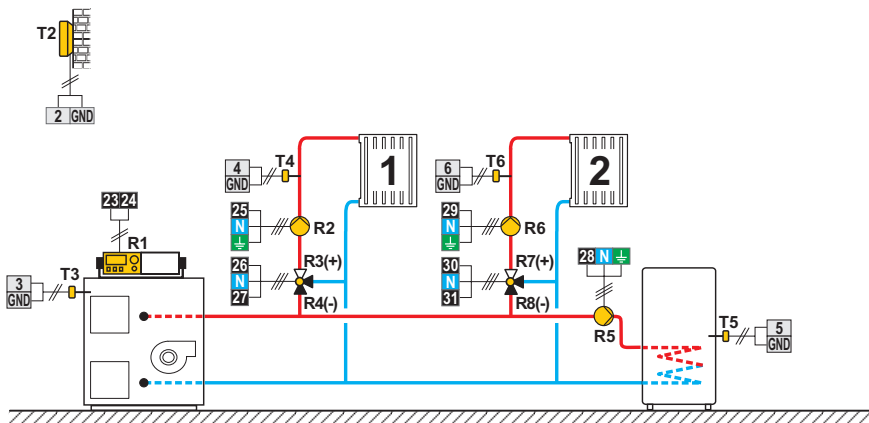 T2
2 GND
4
GND
T4
1
6
GND
T6
2
23 24
R1
25
N
R2
29
N
R6
28 N
3
GND
T3
26
N
27
R3(+)
R4(-)
30
N
31
R7(+)
R8(-)
R5
T5
5
GND